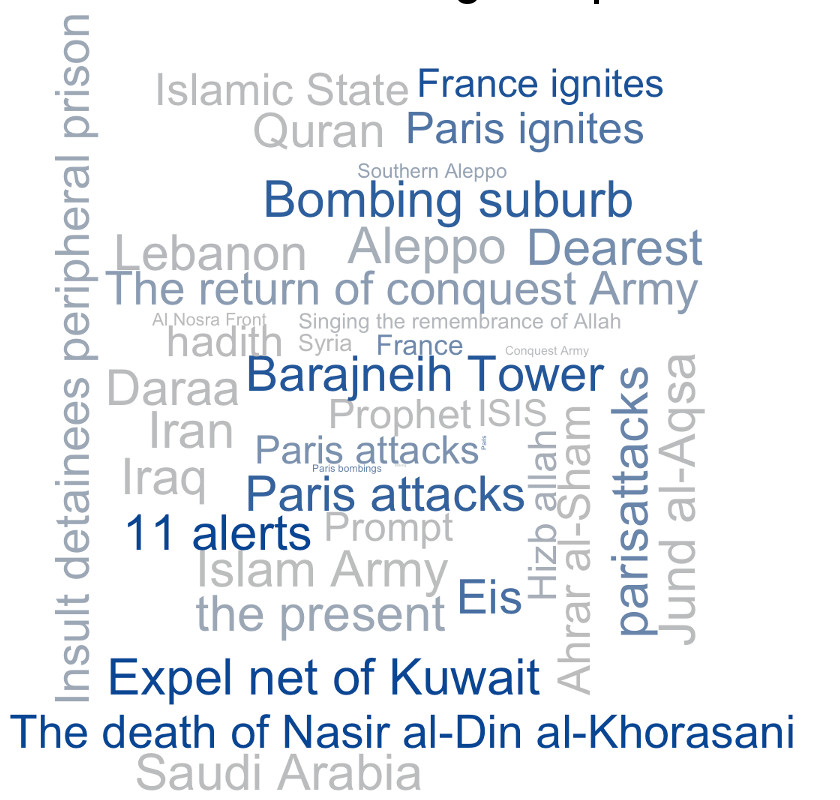 Insult detainees peripheral prison
Islamic State
France ignites
Quran
Paris ignites
Southern Aleppo
Bombing suburb
Lebanon
Aleppo
Dearest
The return of conquest Army
Al Nosra Front
Singing the remembrance of Allah
hadith
Syria
France
Conquest Army
Daraa
Barajneih Tower
Prophet
ISIS
Iran
Paris attacks
Paris
Paris bombings
Iraq
Paris attacks
11 alerts
Prompt
Hizb allah
Ahrar al-Sham
parisattacks
Jund al-Aqsa
Islam Army
the present
Eis
Expel net of Kuwait
The death of Nasir al-Din al-Khorasani
Saudi Arabia